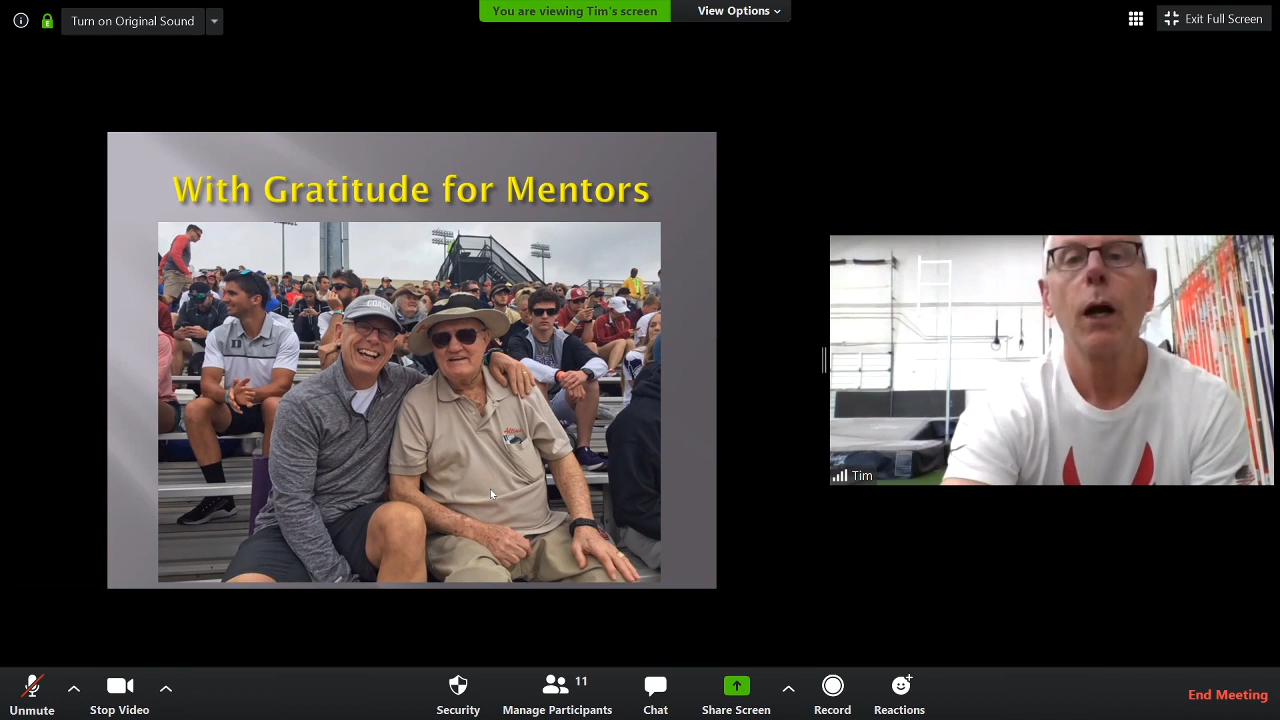 Turn on Original Sound
You are viewing Tim's screen
View Options
Exit Full Screen
With Gratitude for Mentors
COACH
D
Tim
Unmute
Stop Video
Security
11
Manage Participants
Chat
Share Screen
Record
Reactions
End Meeting